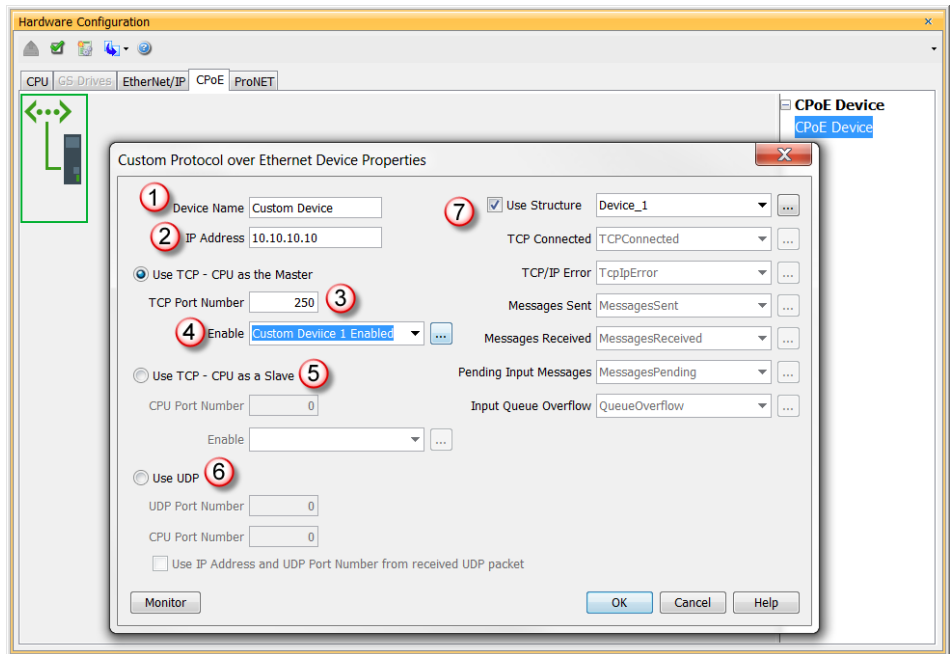 Hardware Configuration
CPU GS Drives EtherNet/IP CPoE ProNET
CPoE Device
CPoE Device
Custom Protocol over Ethernet Device Properties
1
Device Name Custom Device
2 IP Address 10.10.10.10
Use TCP - CPU as the Master
TCP Port Number 250 3
4 Enable Custom Deviice 1 Enabled ...
Use TCP - CPU as a Slave 5
CPU Port Number 0
Enable ...
Use UDP 6
UDP Port Number 0
CPU Port Number 0
Use IP Address and UDP Port Number from received UDP packet
7 Use Structure Device_1 ...
TCP Connected TCPConnected ...
TCP/IP Error TcpIpError ...
Messages Sent MessagesSent ...
Messages Received MessagesReceived ...
Pending Input Messages MessagesPending ...
Input Queue Overflow QueueOverflow ...
Monitor OK Cancel Help